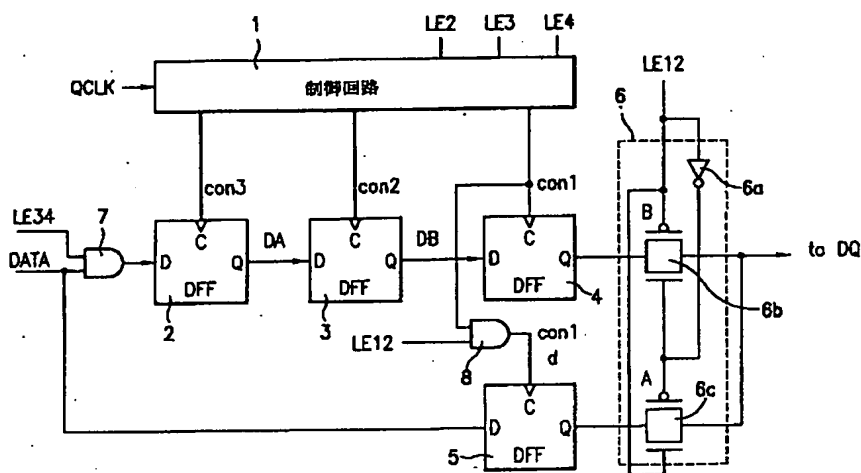 1
LE2 LE3 LE4
LE12
QCLK
制御回路
6
con3
con2
con1
6a
LE34
7
B
DATA
D C Q
DFF
DA
D C Q
DFF
DB
D C Q
DFF
to DQ
2
3
4
6b
LE12
8
con1
d
A
6c
D C Q
DFF
5